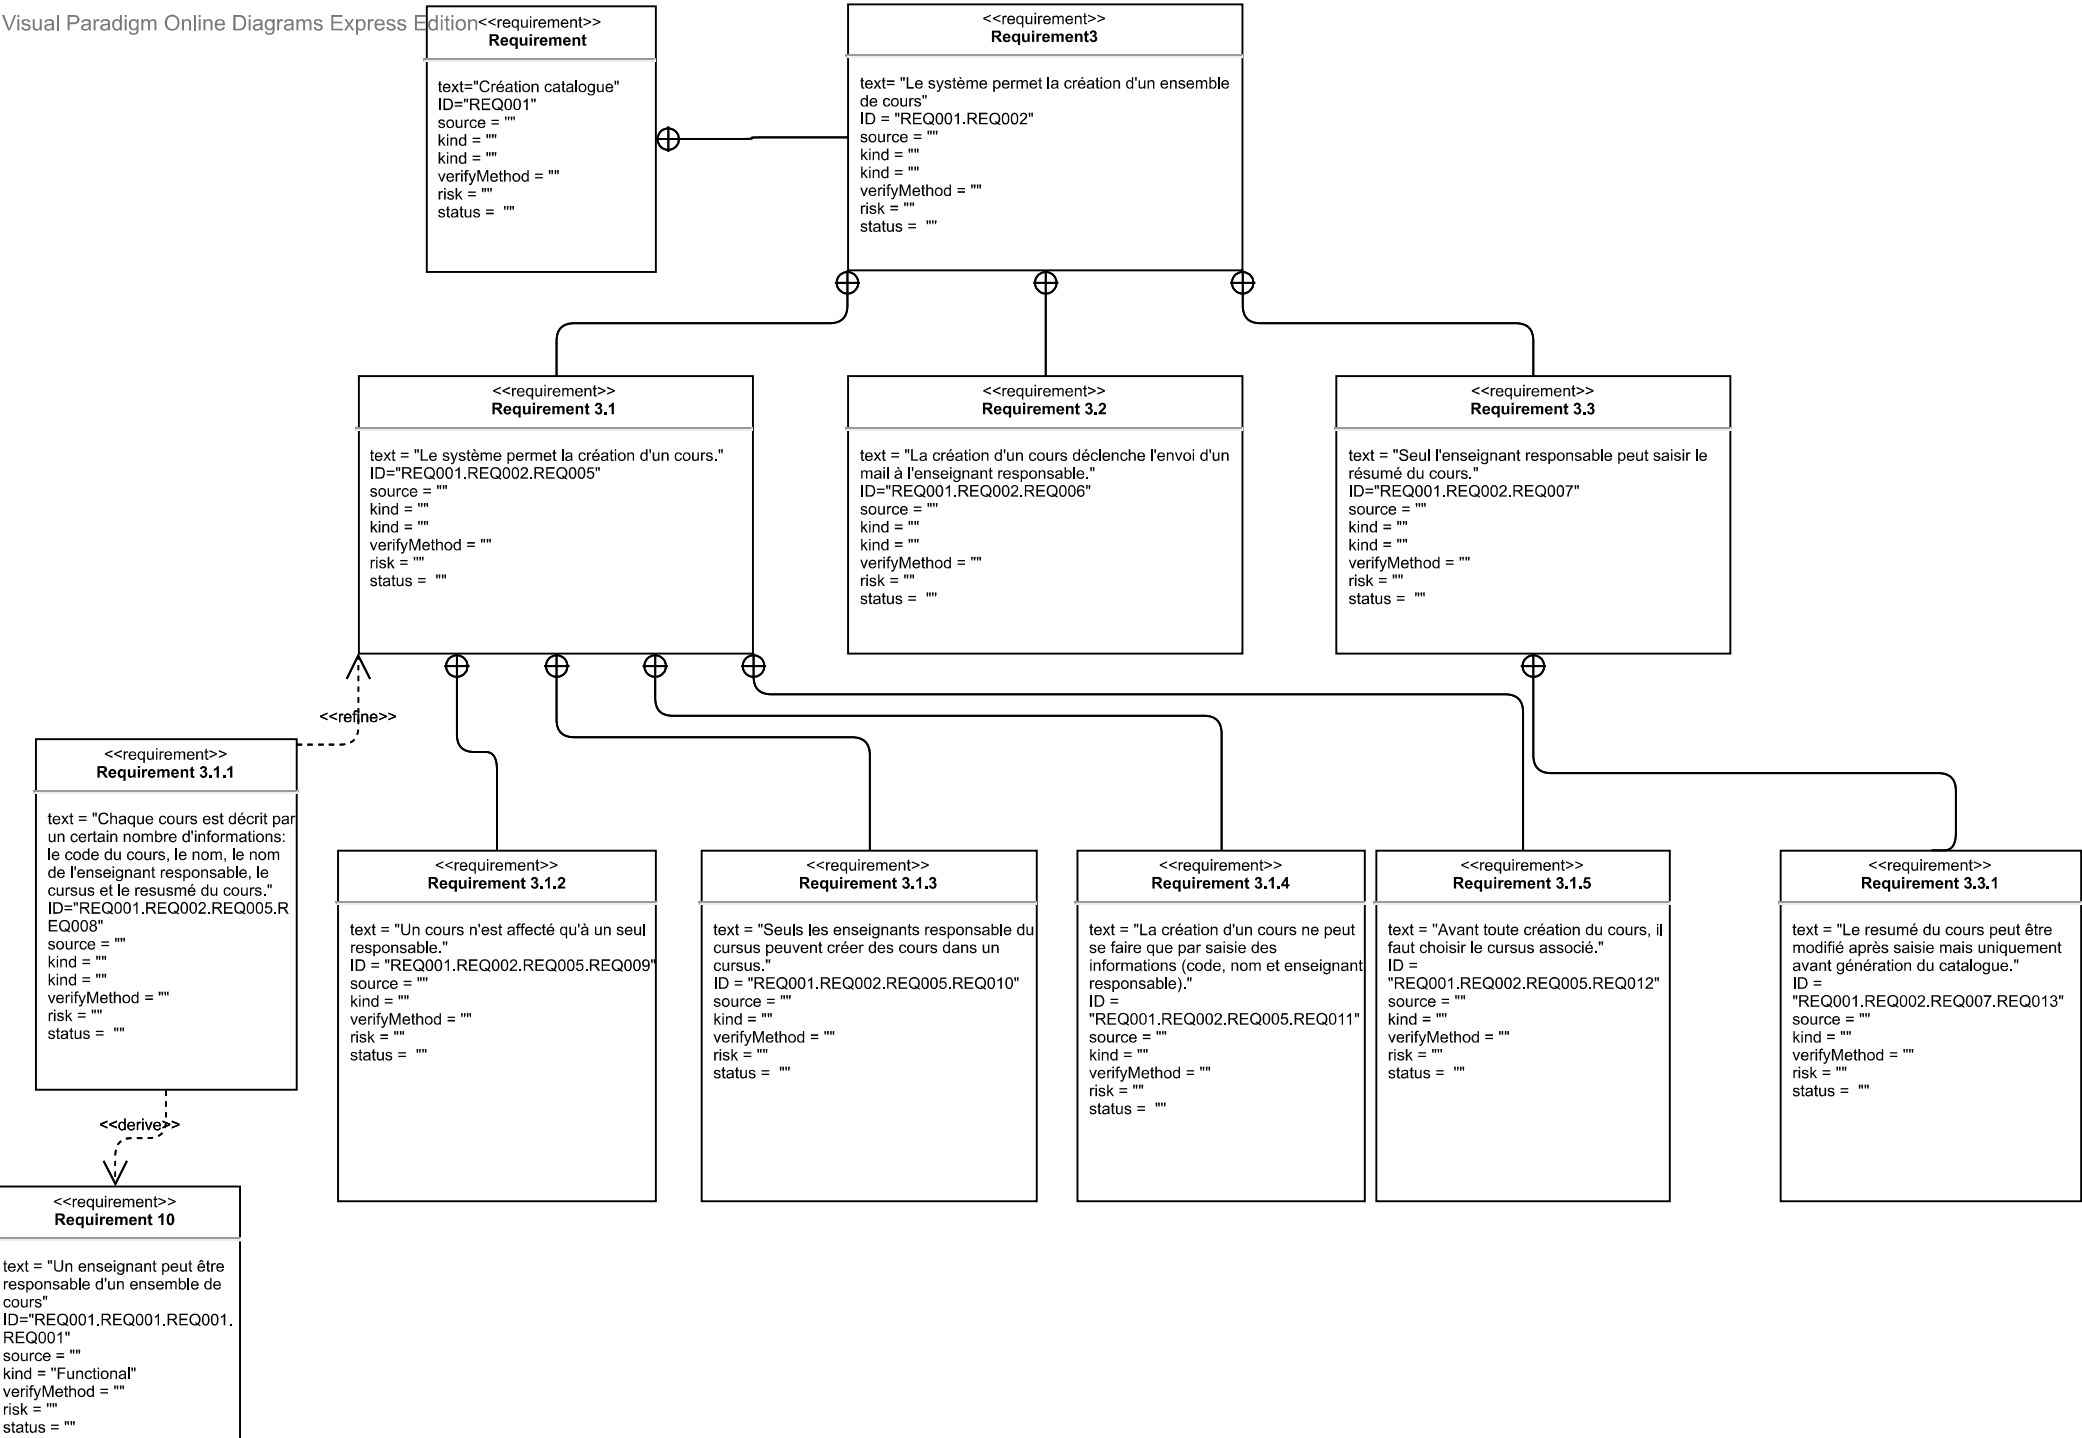 Visual Paradigm Online Diagrams Express Edition
<<requirement>>
Requirement
text="Création catalogue"
ID="REQ001"
source = ""
kind = ""
kind = ""
verifyMethod = ""
risk = ""
status =  ""
<<requirement>>
Requirement3
text= "Le système permet la création d'un ensemble
de cours"
ID = "REQ001.REQ002"
source = ""
kind = ""
kind = ""
verifyMethod = ""
risk = ""
status =  ""
<<requirement>>
Requirement 3.1
text = "Le système permet la création d'un cours."
ID="REQ001.REQ002.REQ005"
source = ""
kind = ""
kind = ""
verifyMethod = ""
risk = ""
status =  ""
<<requirement>>
Requirement 3.2
text = "La création d'un cours déclenche l'envoi d'un
mail à l'enseignant responsable."
ID="REQ001.REQ002.REQ006"
source = ""
kind = ""
kind = ""
verifyMethod = ""
risk = ""
status =  ""
<<requirement>>
Requirement 3.3
text = "Seul l'enseignant responsable peut saisir le
résumé du cours."
ID="REQ001.REQ002.REQ007"
source = ""
kind = ""
kind = ""
verifyMethod = ""
risk = ""
status =  ""
<<refine>>
<<requirement>>
Requirement 3.1.1
text = "Chaque cours est décrit par
un certain nombre d'informations:
le code du cours, le nom, le nom
de l'enseignant responsable, le
cursus et le resusmé du cours."
ID="REQ001.REQ002.REQ005.R
EQ008"
source = ""
kind = ""
kind = ""
verifyMethod = ""
risk = ""
status =  ""
<<requirement>>
Requirement 3.1.2
text = "Un cours n'est affecté qu'à un seul
responsable."
ID = "REQ001.REQ002.REQ005.REQ009"
source = ""
kind = ""
verifyMethod = ""
risk = ""
status =  ""
<<requirement>>
Requirement 3.1.3
text = "Seuls les enseignants responsable du
cursus peuvent créer des cours dans un
cursus."
ID = "REQ001.REQ002.REQ005.REQ010"
source = ""
kind = ""
verifyMethod = ""
risk = ""
status =  ""
<<requirement>>
Requirement 3.1.4
text = "La création d'un cours ne peut
se faire que par saisie des
informations (code, nom et enseignant
responsable)."
ID =
"REQ001.REQ002.REQ005.REQ011"
source = ""
kind = ""
verifyMethod = ""
risk = ""
status =  ""
<<requirement>>
Requirement 3.1.5
text = "Avant toute création du cours, il
faut choisir le cursus associé."
ID =
"REQ001.REQ002.REQ005.REQ012"
source = ""
kind = ""
verifyMethod = ""
risk = ""
status =  ""
<<requirement>>
Requirement 3.3.1
text = "Le resumé du cours peut être
modifié après saisie mais uniquement
avant génération du catalogue."
ID =
"REQ001.REQ002.REQ007.REQ013"
source = ""
kind = ""
verifyMethod = ""
risk = ""
status =  ""
<<derive>>
<<requirement>>
Requirement 10
text = "Un enseignant peut être
responsable d'un ensemble de
cours"
ID="REQ001.REQ001.REQ001.
REQ001"
source = ""
kind = "Functional"
verifyMethod = ""
risk = ""
status = ""